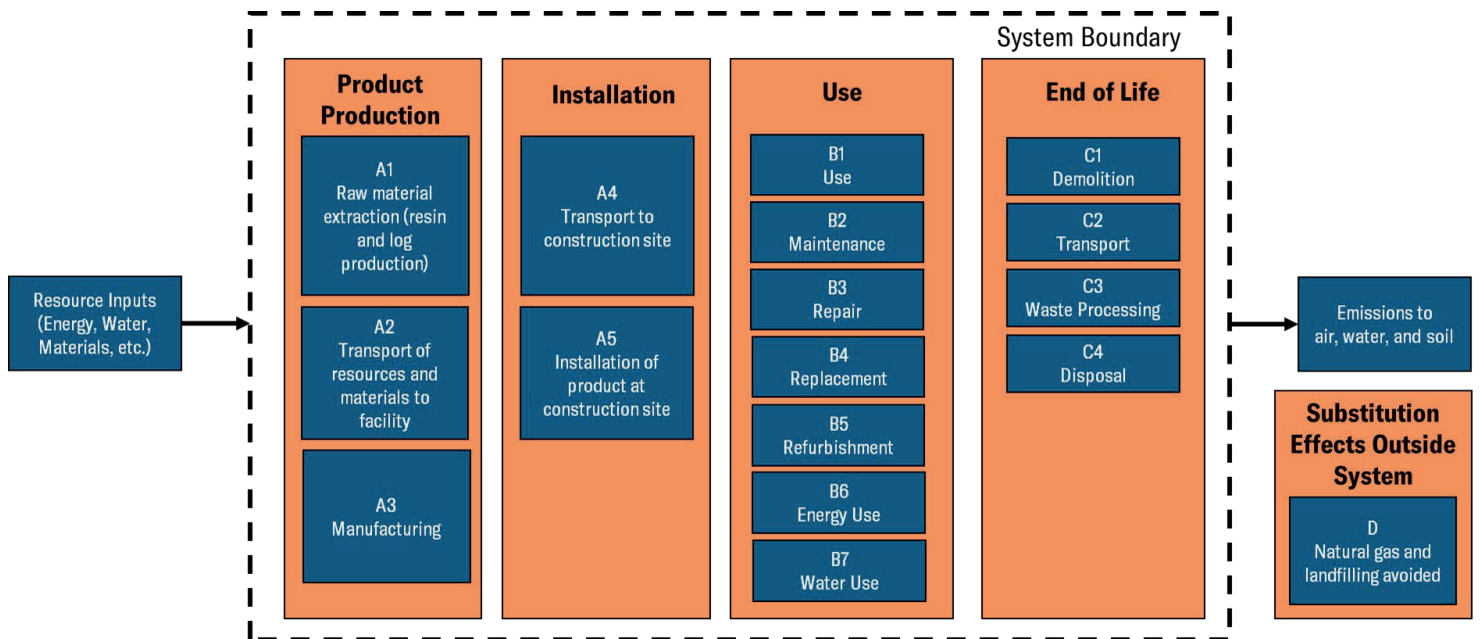 System Boundary
Resource Inputs
(Energy, Water,
Materials, etc.)
Product
Production
A1
Raw material
extraction (resin
and log
production)
A2
Transport of
resources and
materials to
facility
A3
Manufacturing
Installation
A4
Transport to
construction site
A5
Installation of
product at
construction site
Use
B1
Use
B2
Maintenance
B3
Repair
B4
Replacement
B5
Refurbishment
B6
Energy Use
B7
Water Use
End of Life
C1
Demolition
C2
Transport
C3
Waste Processing
C4
Disposal
Emissions to
air, water, and soil
Substitution
Effects Outside
System
D
Natural gas and
landfilling avoided